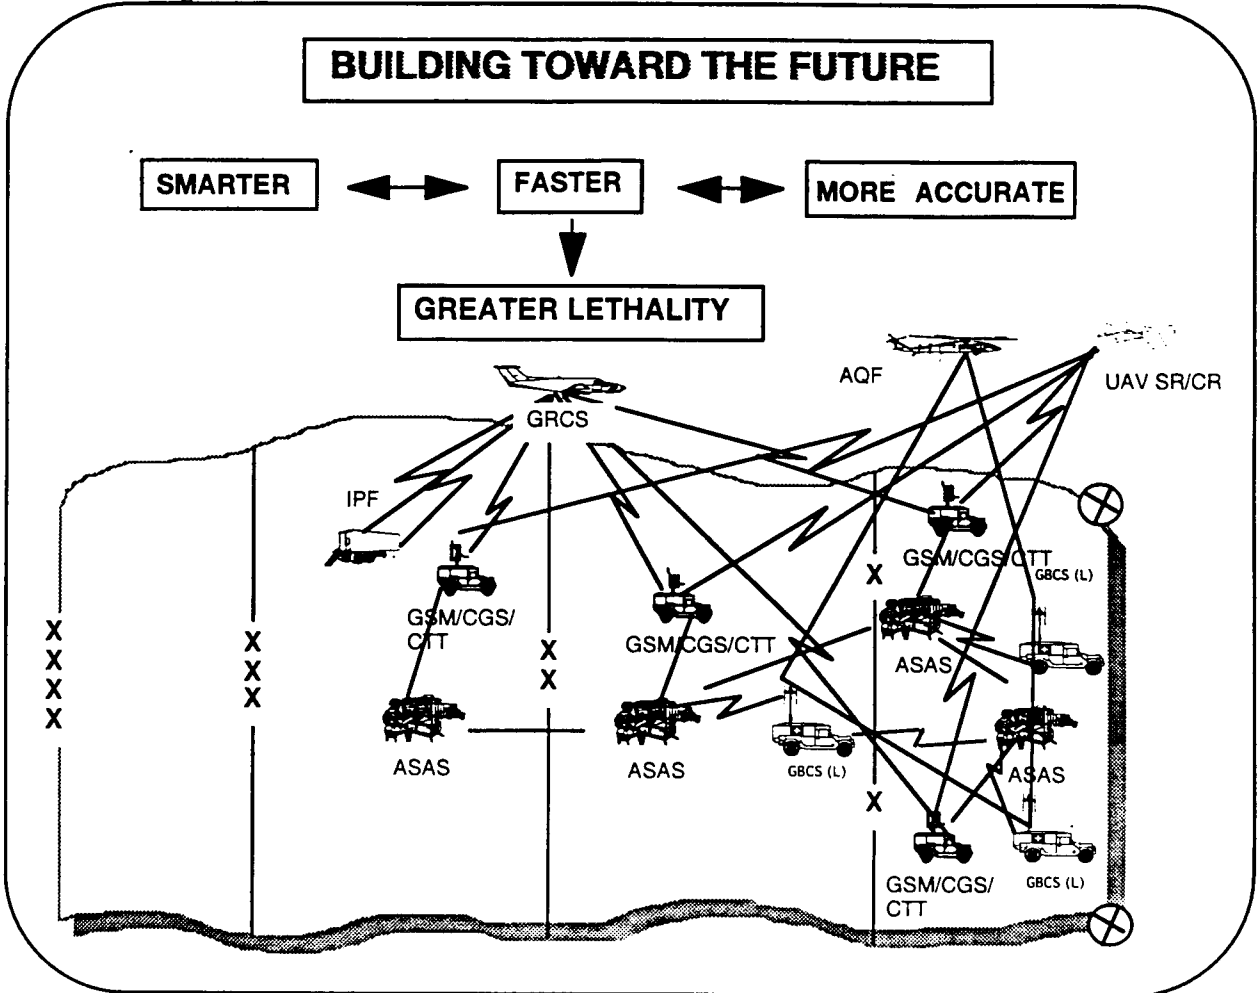 BUILDING TOWARD THE FUTURE
SMARTER
FASTER
MORE ACCURATE
GREATER LETHALITY
AQF
UAV SR/CR
GRCS
IPF
GSM/CGS/CTT
GBCS (L)
GSM/CGS/
CTT
GSM/CGS/CTT
ASAS
X
X
X
X
X
X
X
X
X
X
X
ASAS
ASAS
GBCS (L)
ASAS
GSM/CGS/
CTT
GBCS (L)